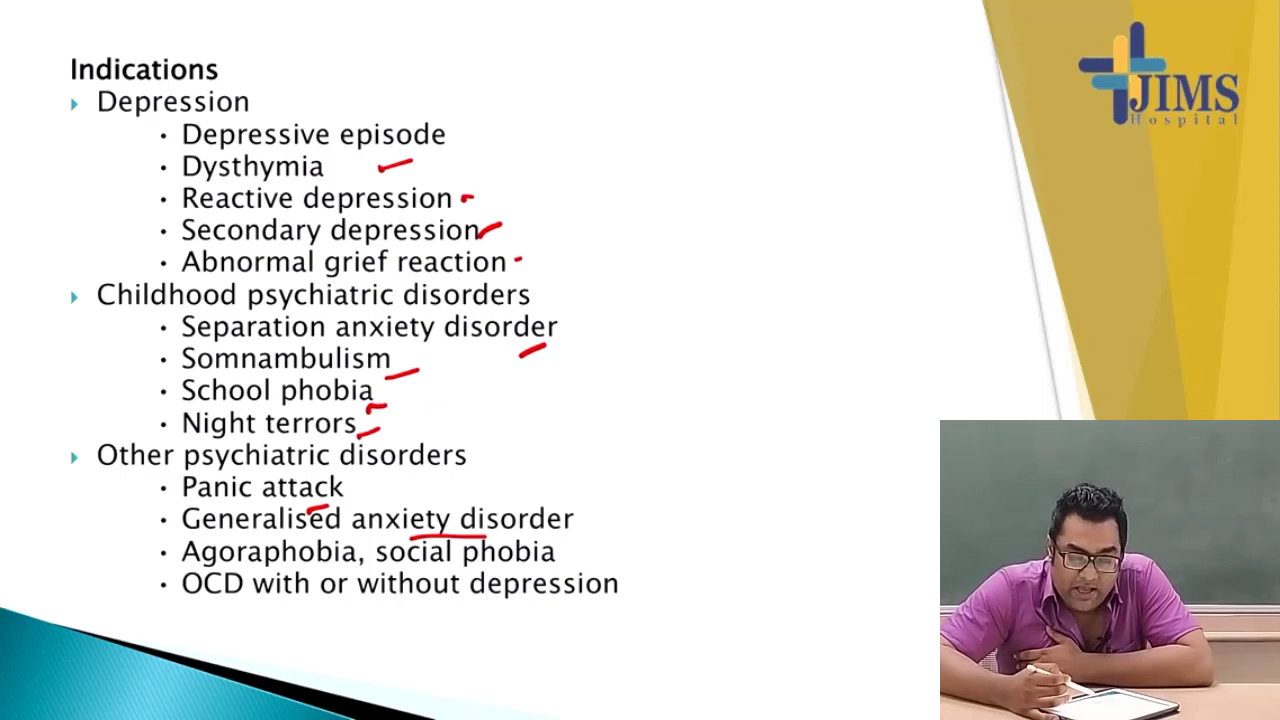 Indications
Depression
• Depressive episode
• Dysthymia
• Reactive depression
• Secondary depression
• Abnormal grief reaction
Childhood psychiatric disorders
• Separation anxiety disorder
• Somnambulism
• School phobia
• Night terrors
Other psychiatric disorders
• Panic attack
• Generalised anxiety disorder
• Agoraphobia, social phobia
• OCD with or without depression
JIMS
Hospital